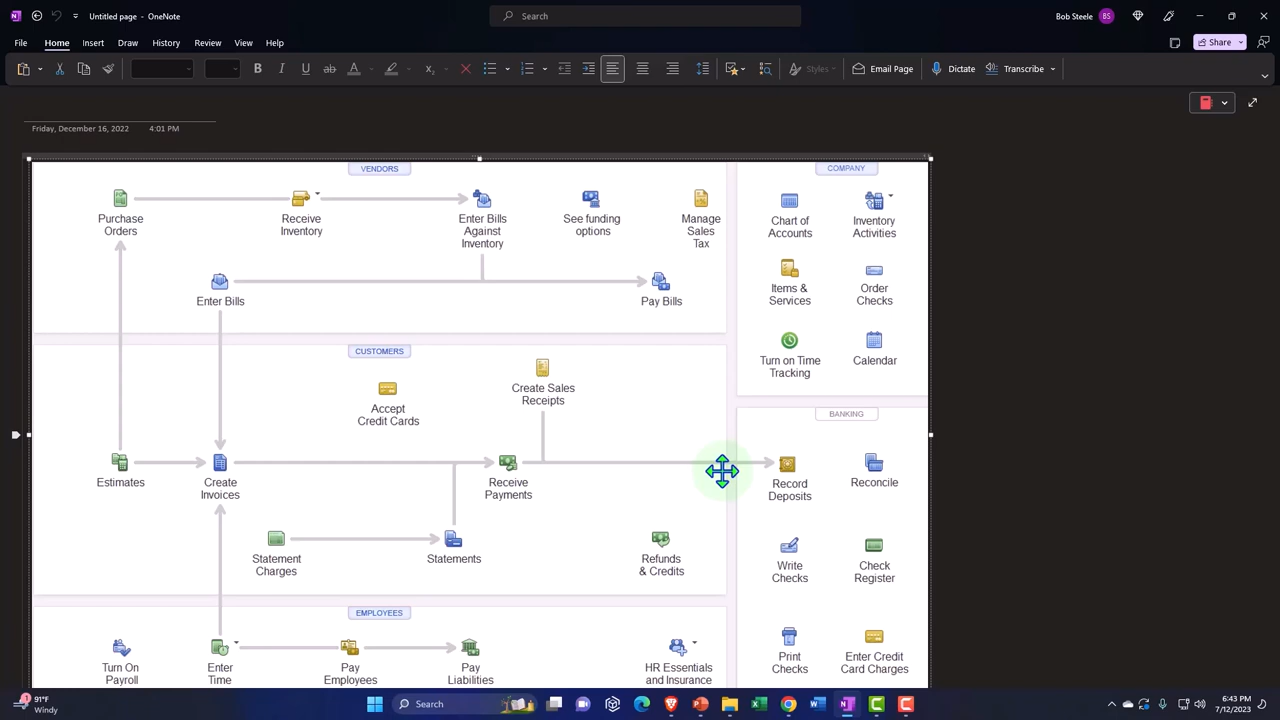 Untitled page - OneNote
Search
Bob Steele
BS
File
Home
Insert
Draw
History
Review
View
Help
Share
B
I
U
ab
A
Styles
Email Page
Dictate
Transcribe
Friday, December 16, 2022
4:01 PM
VENDORS
Purchase
Orders
Receive
Inventory
Enter Bills
Against
Inventory
See funding
options
Manage
Sales
Tax
Enter Bills
Pay Bills
CUSTOMERS
Accept
Credit Cards
Create Sales
Receipts
Estimates
Create
Invoices
Receive
Payments
Statement
Charges
Statements
Refunds
& Credits
EMPLOYEES
Turn On
Payroll
Enter
Time
Pay
Employees
Pay
Liabilities
HR Essentials
and Insurance
COMPANY
Chart of
Accounts
Inventory
Activities
Items &
Services
Order
Checks
Turn on Time
Tracking
Calendar
BANKING
Record
Deposits
Reconcile
Write
Checks
Check
Register
Print
Checks
Enter Credit
Card Charges
1
91°F
Windy
Search
6:43 PM
7/12/2023